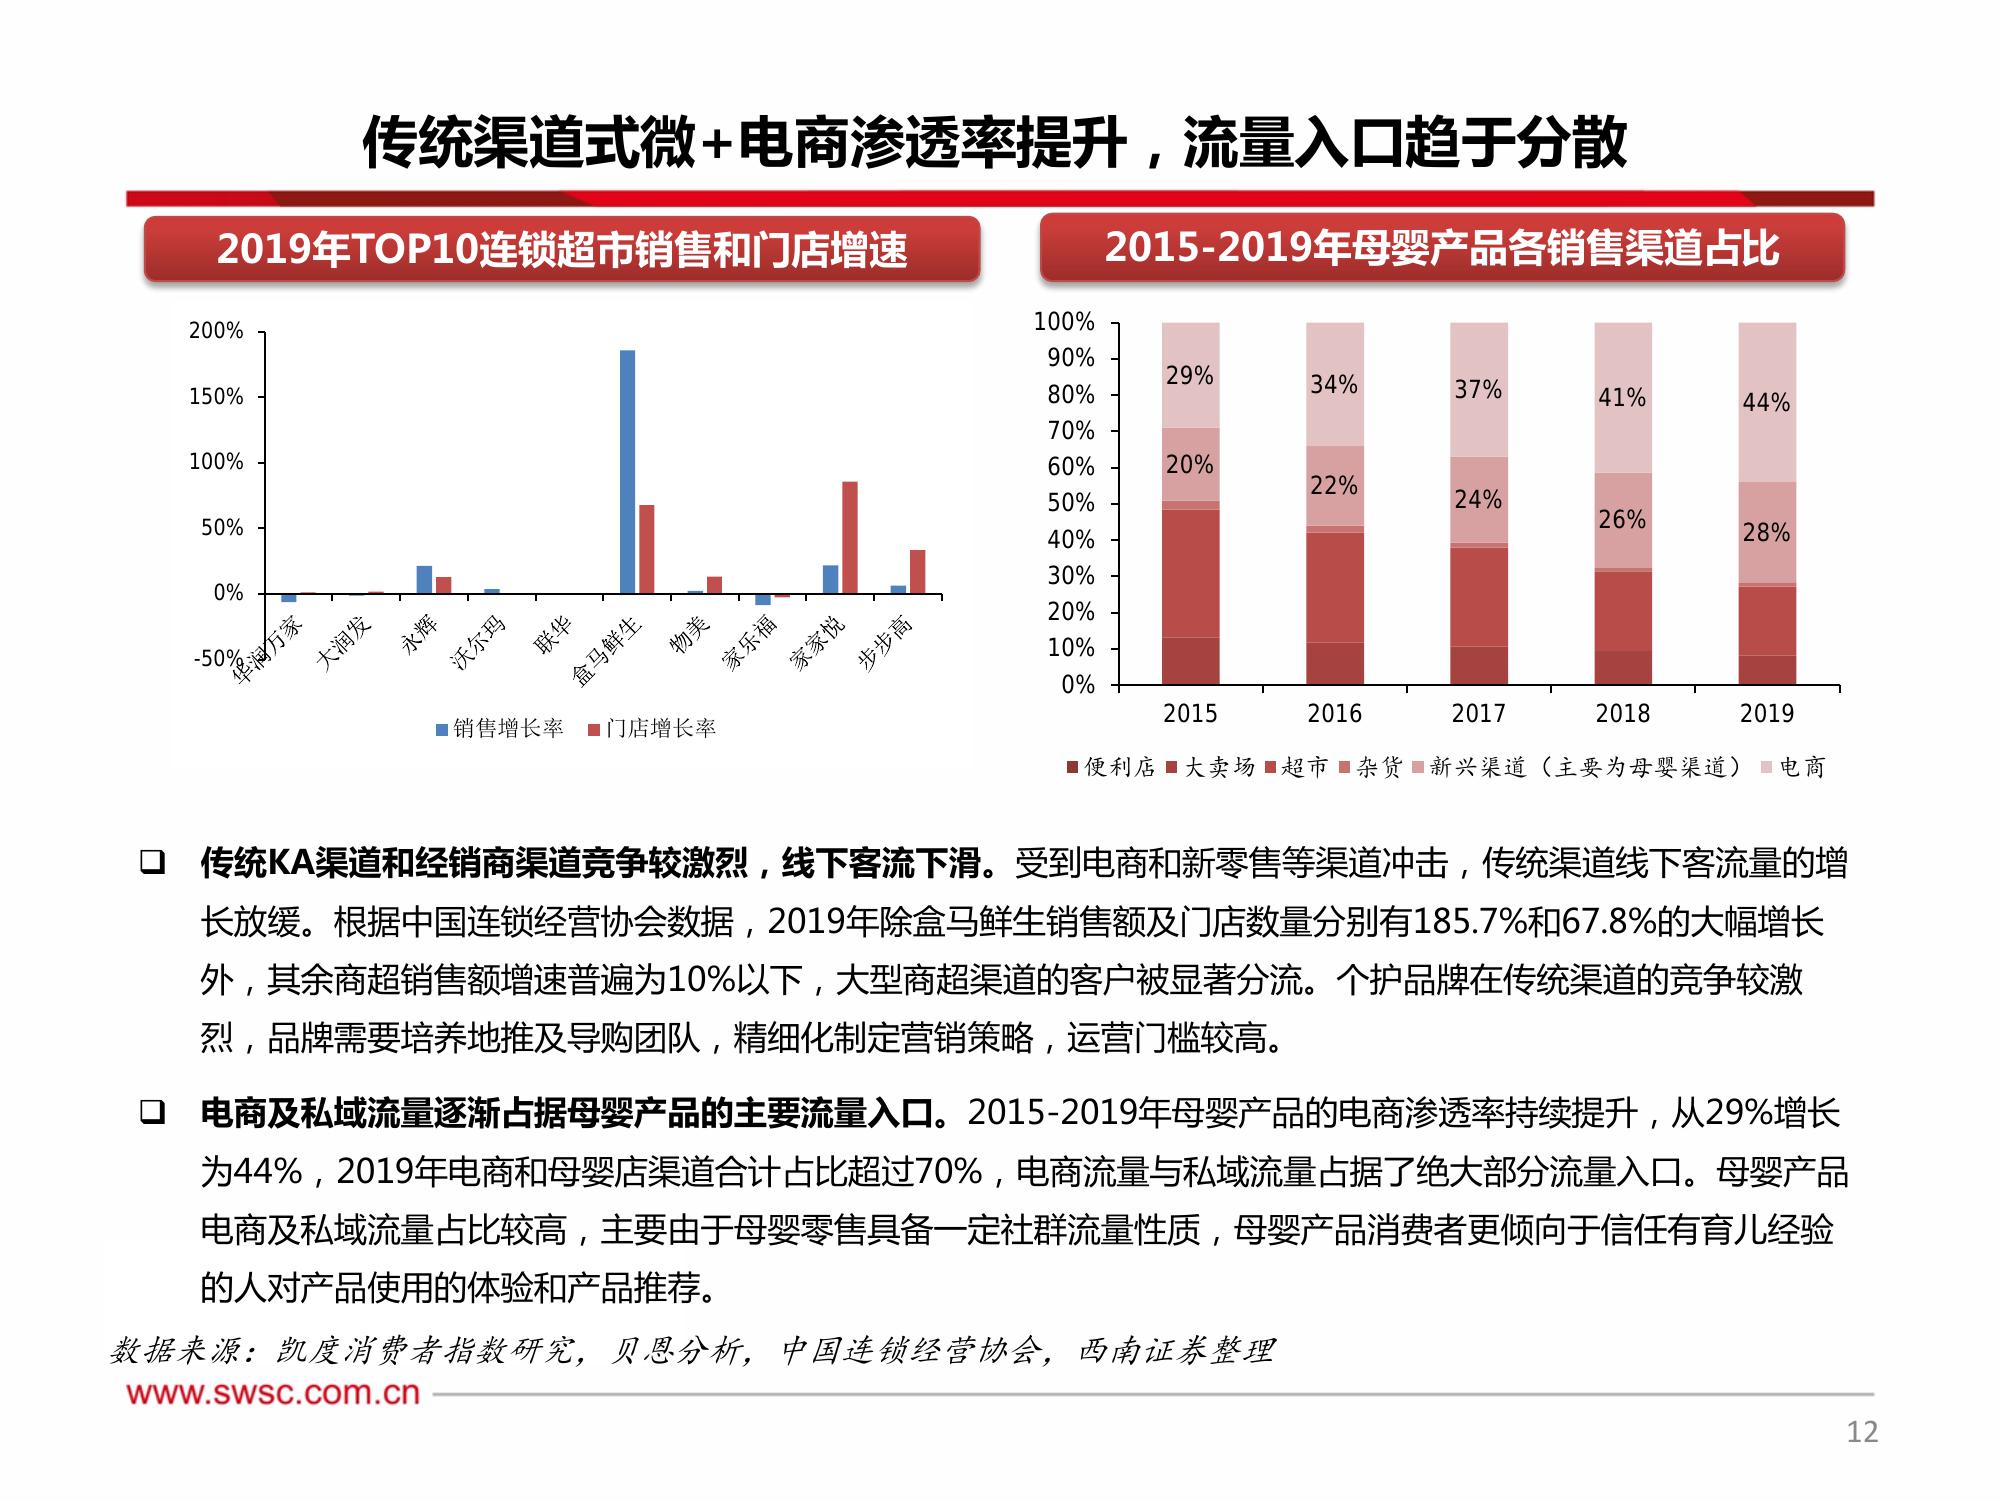 传统渠道式微+电商渗透率提升，流量入口趋于分散
2019年TOP10连锁超市销售和门店增速
200%
150%
100%
50%
0%
-50%
华润万家
大润发
永辉
沃尔玛
联华
盒马鲜生
物美
家乐福
家家悦
步步高
销售增长率 门店增长率
2015-2019年母婴产品各销售渠道占比
100%
90%
80%
70%
60%
50%
40%
30%
20%
10%
0%
29% 34% 37% 41% 44%
20% 22% 24% 26% 28%
2015 2016 2017 2018 2019
便利店 大卖场 超市 杂货 新兴渠道（主要为母婴渠道） 电商
❑ 传统KA渠道和经销商渠道竞争较激烈，线下客流下滑。受到电商和新零售等渠道冲击，传统渠道线下客流量的增
长放缓。根据中国连锁经营协会数据，2019年除盒马鲜生销售额及门店数量分别有185.7%和67.8%的大幅增长
外，其余商超销售额增速普遍为10%以下，大型商超渠道的客户被显著分流。个护品牌在传统渠道的竞争较激
烈，品牌需要培养地推及导购团队，精细化制定营销策略，运营门槛较高。
❑ 电商及私域流量逐渐占据母婴产品的主要流量入口。2015-2019年母婴产品的电商渗透率持续提升，从29%增长
为44%，2019年电商和母婴店渠道合计占比超过70%，电商流量与私域流量占据了绝大部分流量入口。母婴产品
电商及私域流量占比较高，主要由于母婴零售具备一定社群流量性质，母婴产品消费者更倾向于信任有育儿经验
的人对产品使用的体验和产品推荐。
数据来源：凯度消费者指数研究，贝恩分析，中国连锁经营协会，西南证券整理
www.swsc.com.cn
12